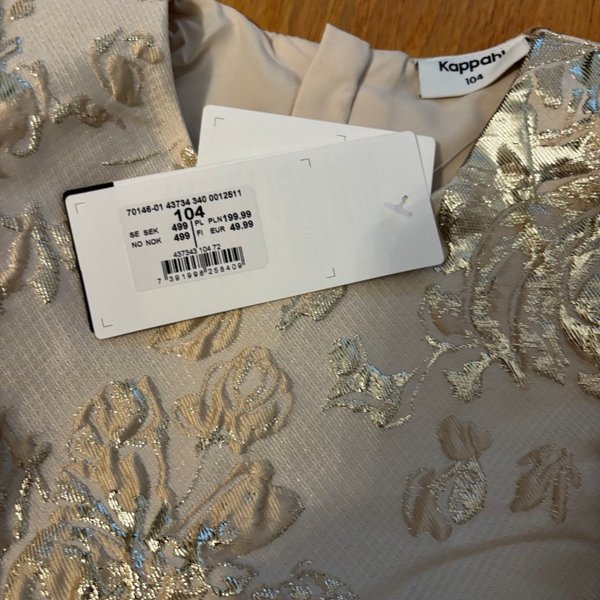 Kappahl
104
70146-01 43734 340 0012511
104
SE SEK 499 PL PLN 199.99
NO NOK 499 FI EUR 49.99
437343 104 72
7 391998 258409